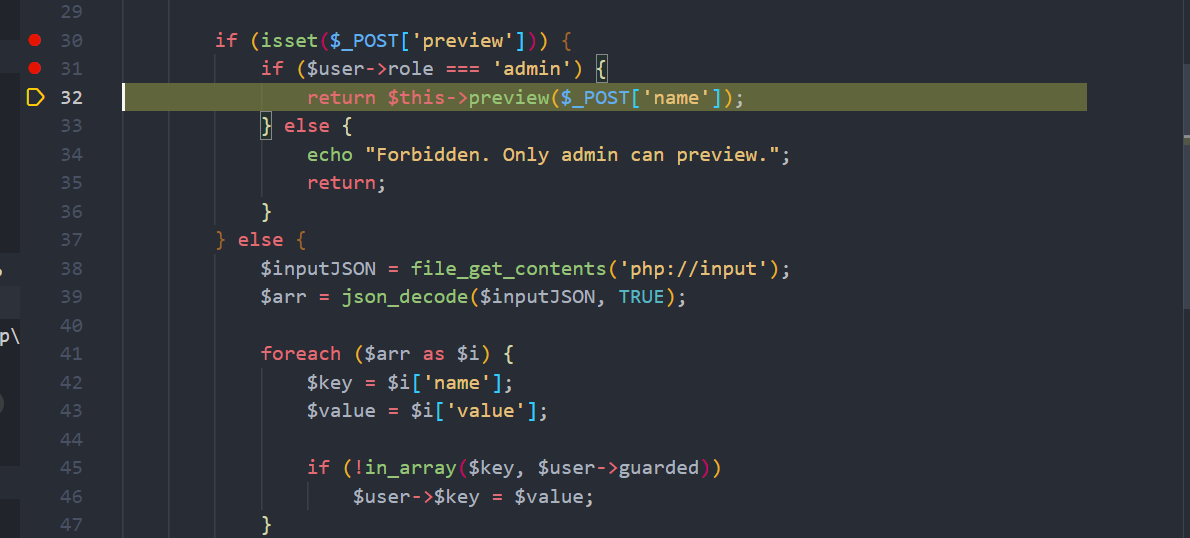 29
30 if (isset($_POST['preview'])) {
31 if ($user->role === 'admin') {
32 return $this->preview($_POST['name']);
33 } else {
34 echo "Forbidden. Only admin can preview.";
35 return;
36 }
37 } else {
38 $inputJSON = file_get_contents('php://input');
39 $arr = json_decode($inputJSON, TRUE);
40
p\
41 foreach ($arr as $i) {
42 $key = $i['name'];
43 $value = $i['value'];
44
45 if (!in_array($key, $user->guarded))
46 $user->$key = $value;
47 }